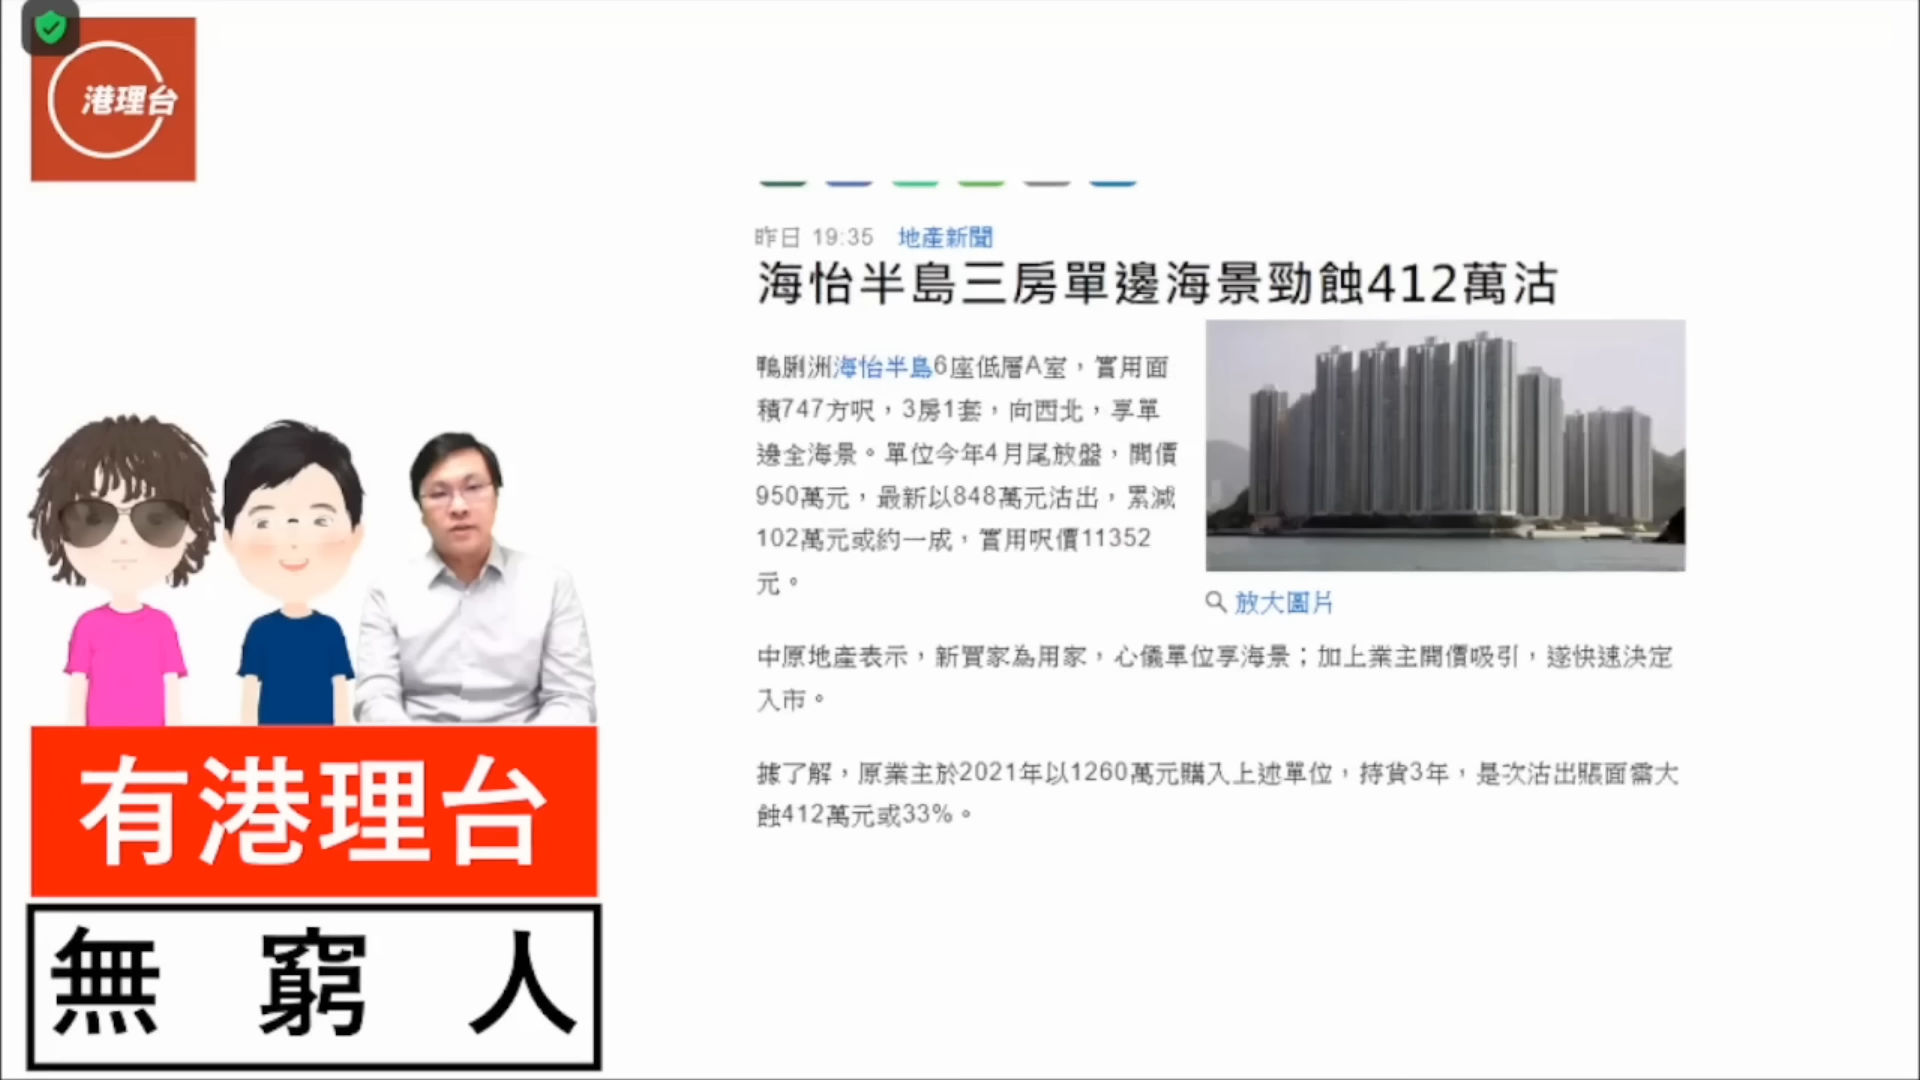 港理台
昨日 19:35 地產新聞
海怡半島三房單邊海景勁蝕412萬沽
鴨脷洲海怡半島6座低層A室，實用面
積747方呎，3房1套，向西北，享單
邊全海景。單位今年4月尾放盤，開價
950萬元，最新以848萬元沽出，累減
102萬元或約一成，實用呎價11352
元。
放大圖片
中原地產表示，新買家為用家，心儀單位享海景；加上業主開價吸引，遂快速決定
入市。
據了解，原業主於2021年以1260萬元購入上述單位，持貨3年，是次沽出賬面需大
蝕412萬元或33%。
有港理台
無窮人